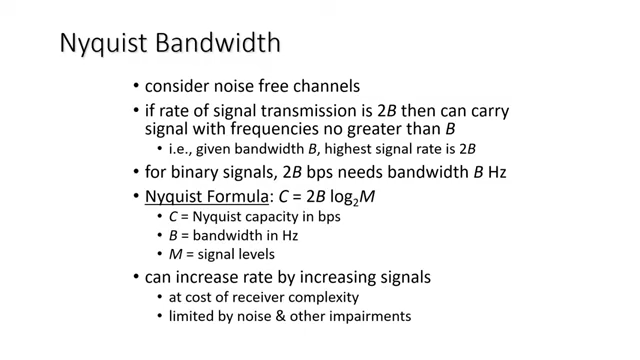 Nyquist Bandwidth
• consider noise free channels
• if rate of signal transmission is 2B then can carry
signal with frequencies no greater than B
• i.e., given bandwidth B, highest signal rate is 2B
• for binary signals, 2B bps needs bandwidth B Hz
• Nyquist Formula: C = 2B log₂M
• C = Nyquist capacity in bps
• B = bandwidth in Hz
• M = signal levels
• can increase rate by increasing signals
• at cost of receiver complexity
• limited by noise & other impairments